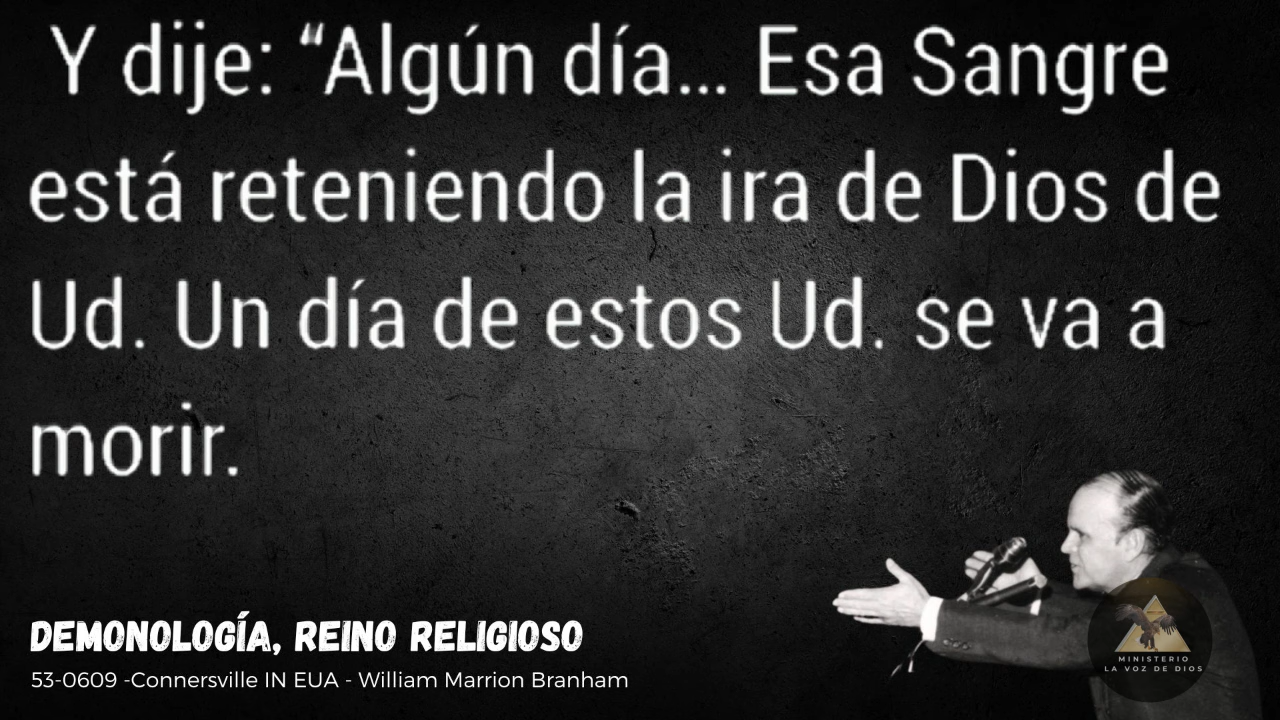 Y dije: “Algún día... Esa Sangre
está reteniendo la ira de Dios de
Ud. Un día de estos Ud. se va a
morir.
DEMONOLOGÍA, REINO RELIGIOSO
53-0609 -Connersville IN EUA - William Marrion Branham
MINISTERIO
LA VOZ DE DIOS